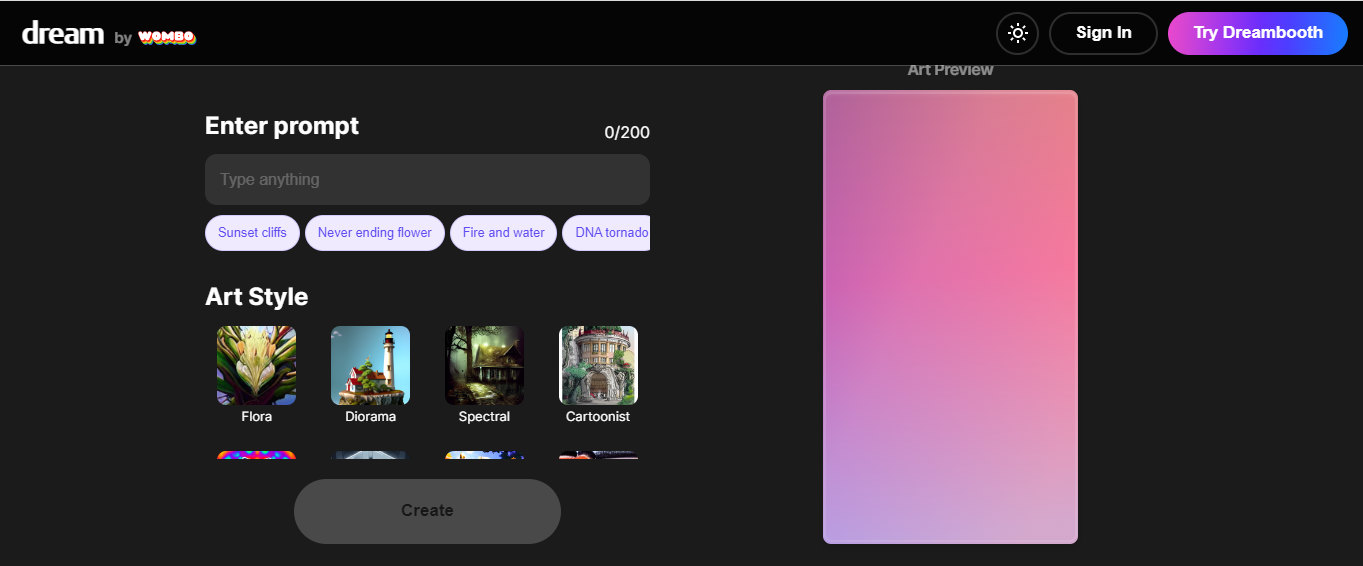 dream by WOMBO
Sign In
Try Dreambooth
Art Preview
Enter prompt
0/200
Type anything
Sunset cliffs
Never ending flower
Fire and water
DNA tornado
Art Style
Flora
Diorama
Spectral
Cartoonist
Create